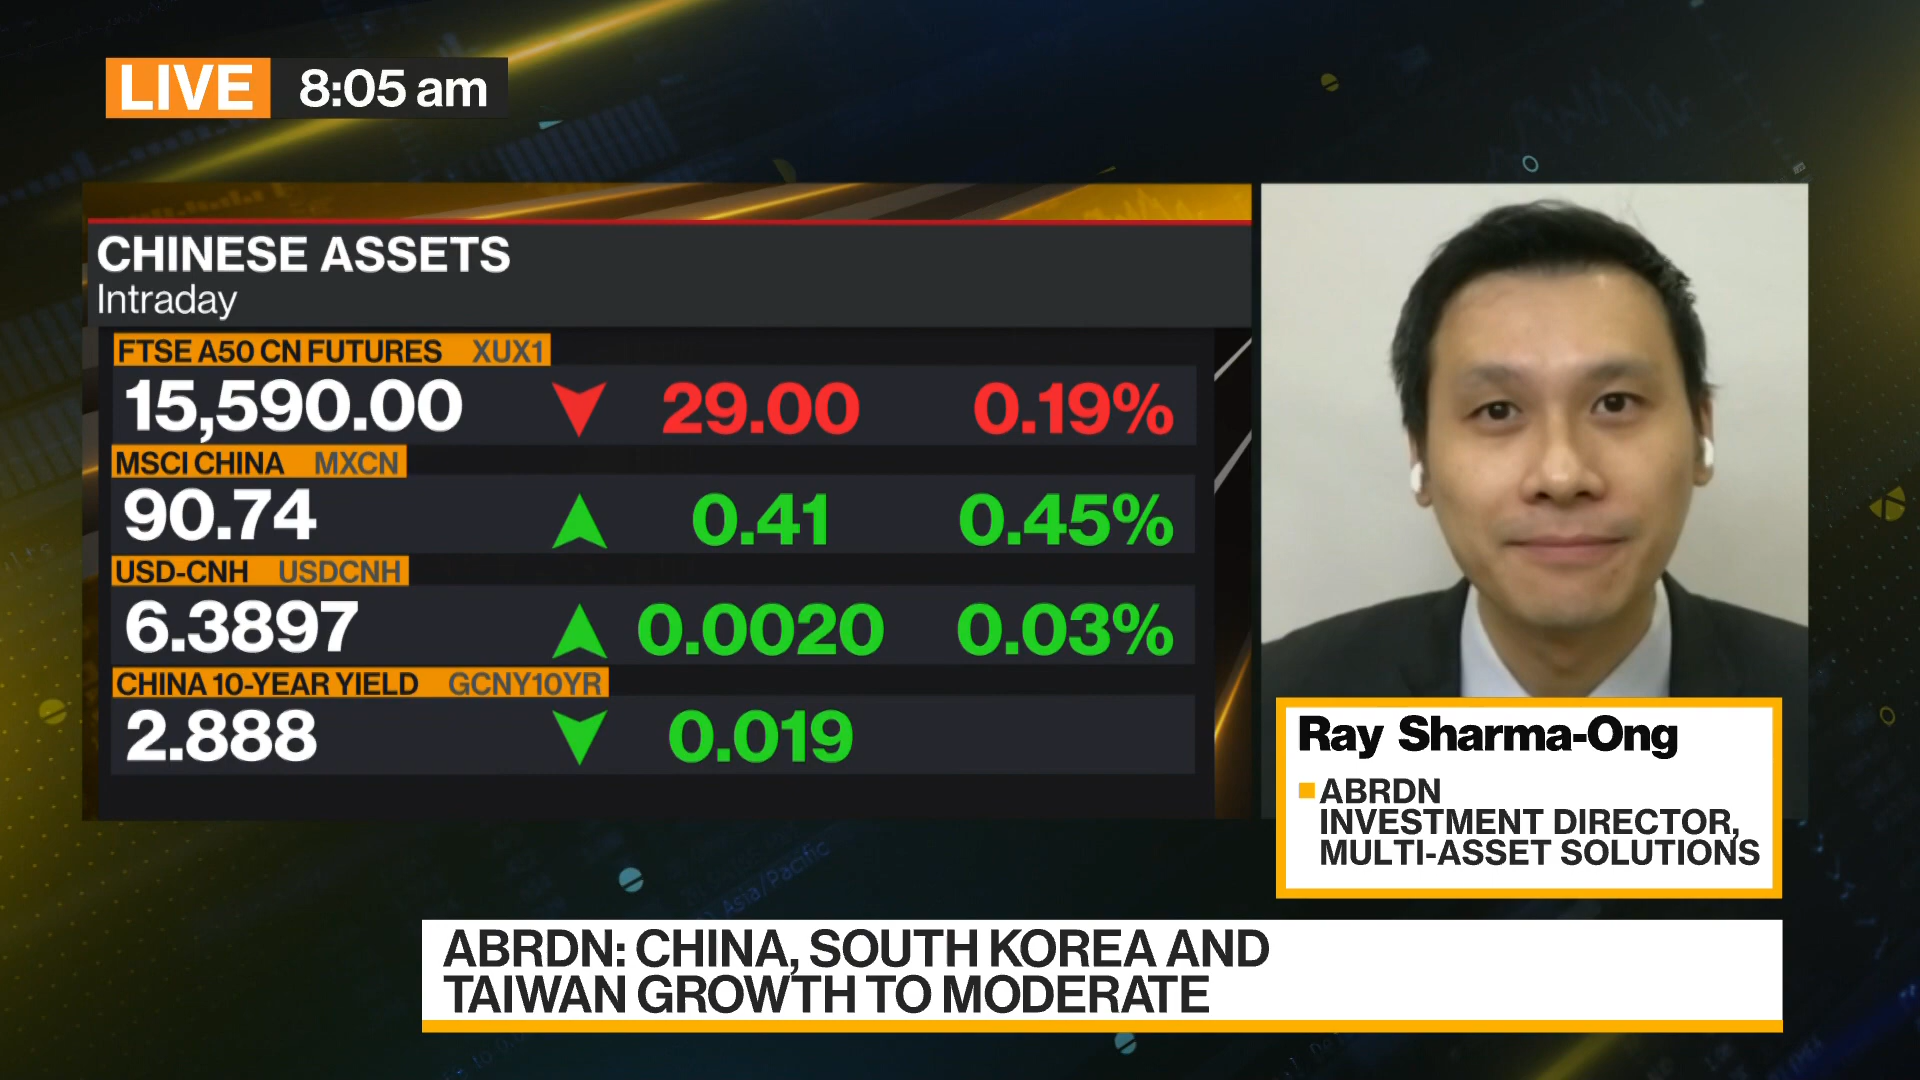 LIVE 8:05 am
CHINESE ASSETS
Intraday
FTSE A50 CN FUTURES XUX1
15,590.00 29.00 0.19%
MSCI CHINA MXCN
90.74 0.41 0.45%
USD-CNH USDCNH
6.3897 0.0020 0.03%
CHINA 10-YEAR YIELD GCNY10YR
2.888 0.019
Ray Sharma-Ong
ABRDN
INVESTMENT DIRECTOR,
MULTI-ASSET SOLUTIONS
Asia/Pacific
ABRDN: CHINA, SOUTH KOREA AND
TAIWAN GROWTH TO MODERATE